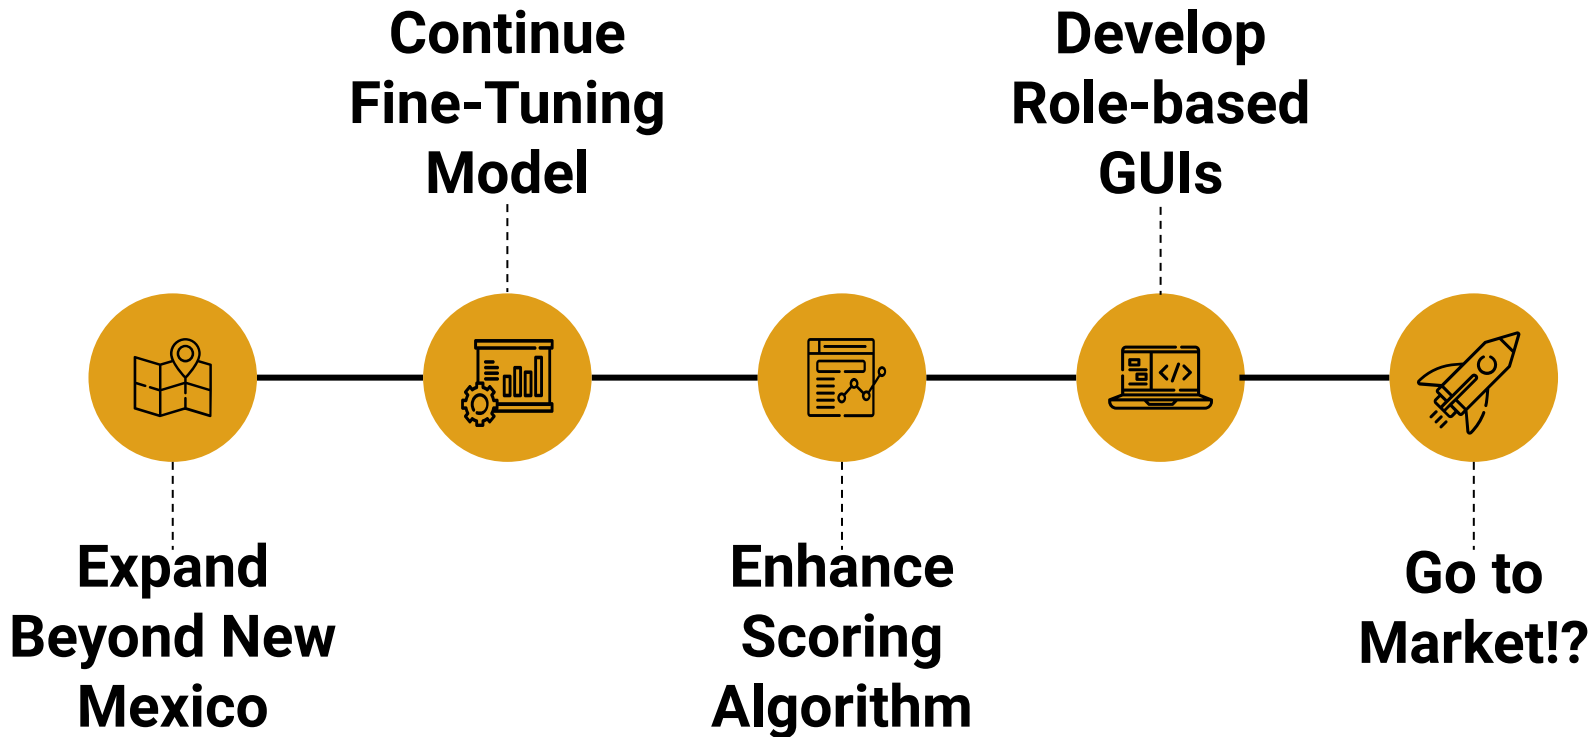 Expand
Beyond New
Mexico
Continue
Fine-Tuning
Model
Enhance
Scoring
Algorithm
Develop
Role-based
GUIs
Go to
Market!?